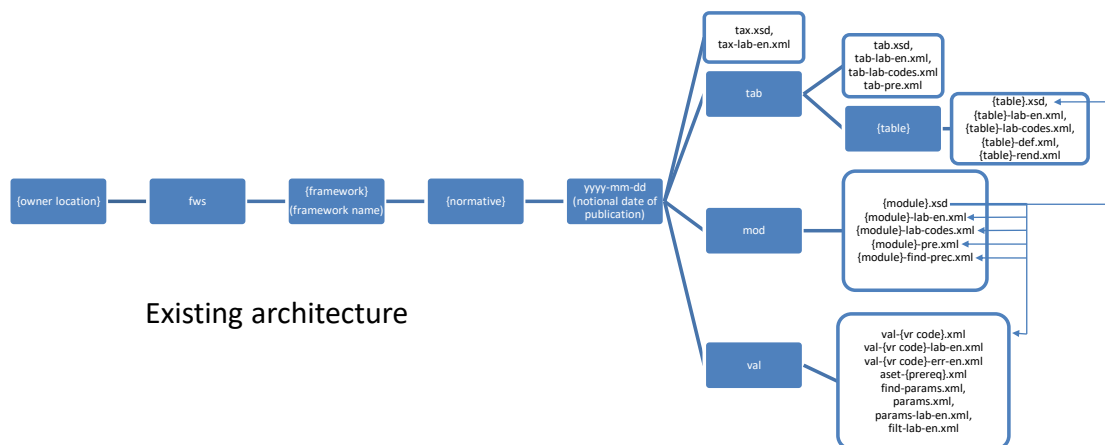 tax.xsd,
tax-lab-en.xml
tab.xsd,
tab-lab-en.xml,
tab-lab-codes.xml
tab-pre.xml
tab
{table}
{table}.xsd,
{table}-lab-en.xml,
{table}-lab-codes.xml,
{table}-def.xml,
{table}-rend.xml
{owner location}
fws
{framework}
(framework name)
{normative}
yyyy-mm-dd
(notional date of
publication)
mod
{module}.xsd
{module}-lab-en.xml
{module}-lab-codes.xml
{module}-pre.xml
{module}-find-prec.xml
Existing architecture
val
val-{vr code}.xml
val-{vr code}-lab-en.xml
val-{vr code}-err-en.xml
aset-{prereq}.xml
find-params.xml,
params.xml,
params-lab-en.xml,
filt-lab-en.xml